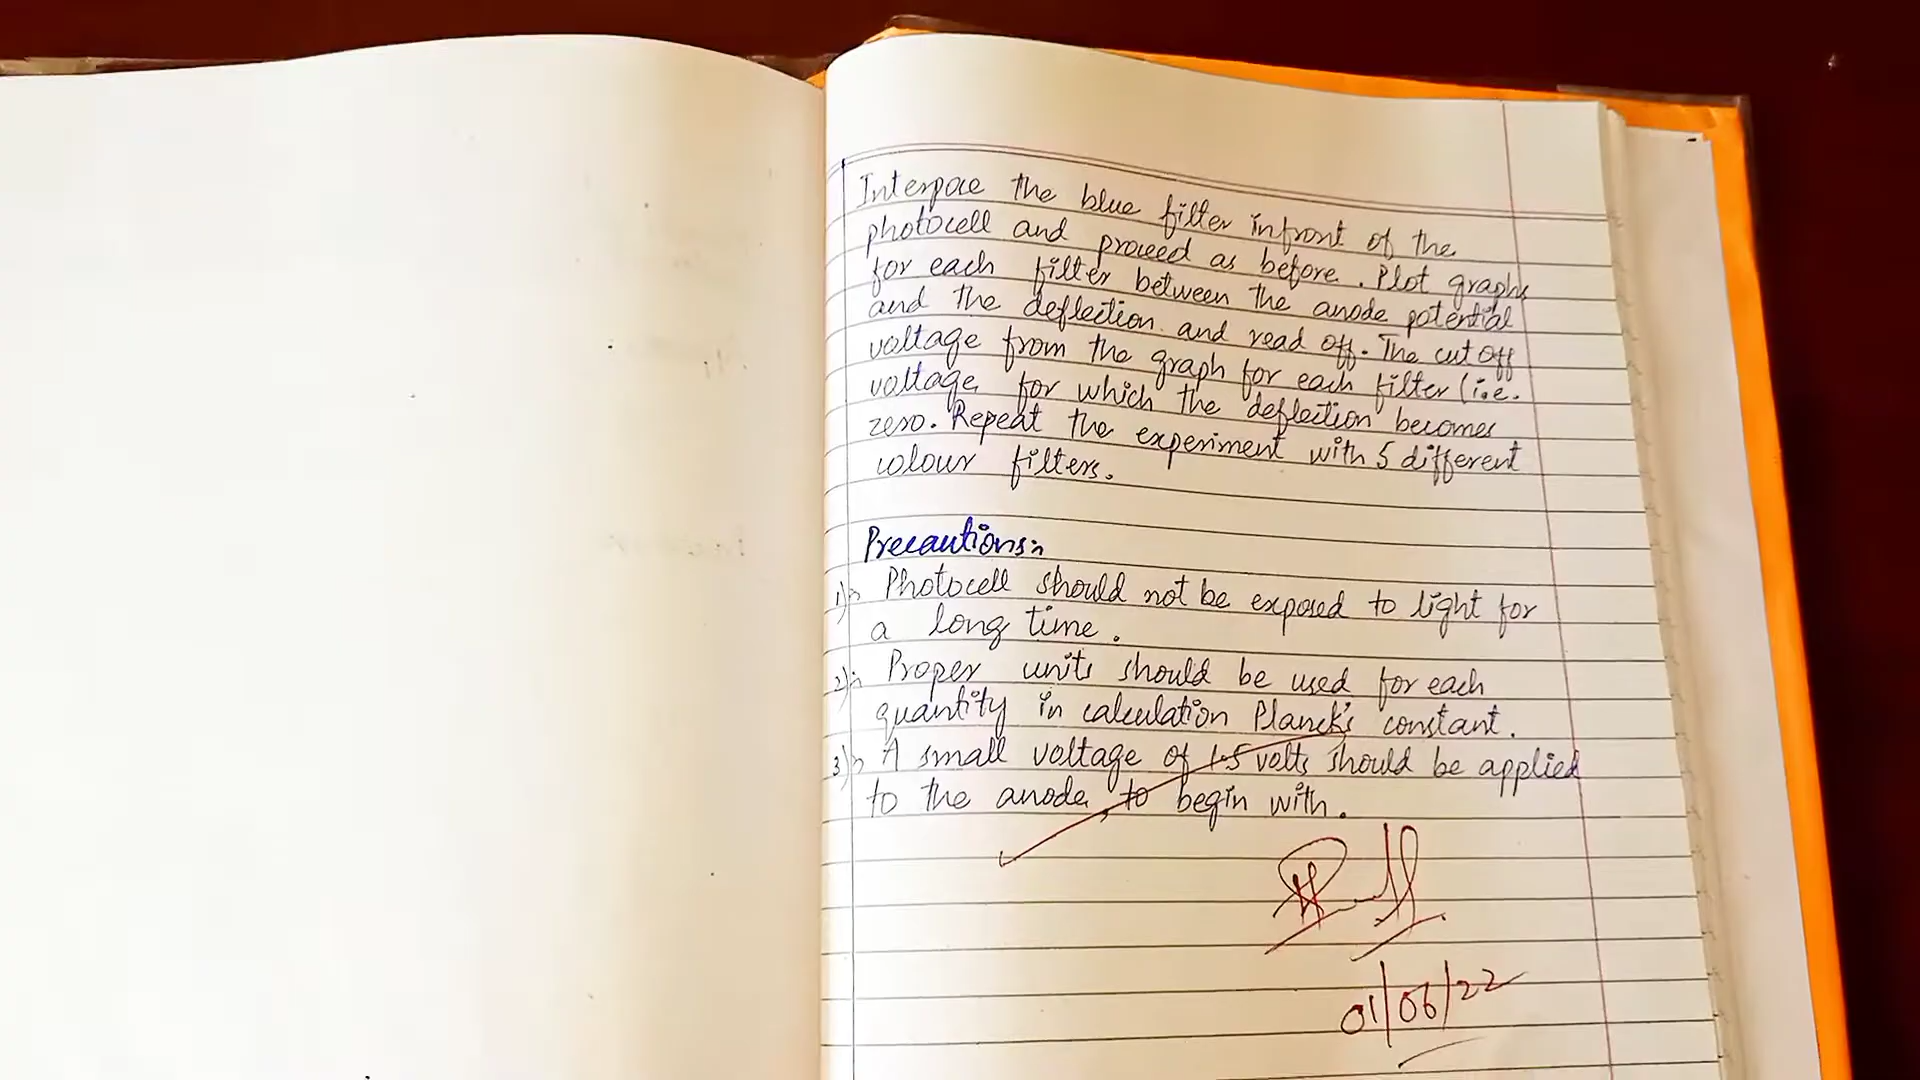 Interpace the blue filter infront of the
photocell and proceed as before. Plot graphs
for each filter between the anode potential
and the deflection and read off. The cut off
voltage from the graph for each filter (i.e.
voltage for which the deflection becomes
zero. Repeat the experiment with 5 different
colour filters.
Precautions:
1) Photocell should not be exposed to light for
a long time.
2) Proper units should be used for each
quantity in calculation Planck's constant.
3) A small voltage of 1.5 volts should be applied
to the anode, to begin with.
01/06/22